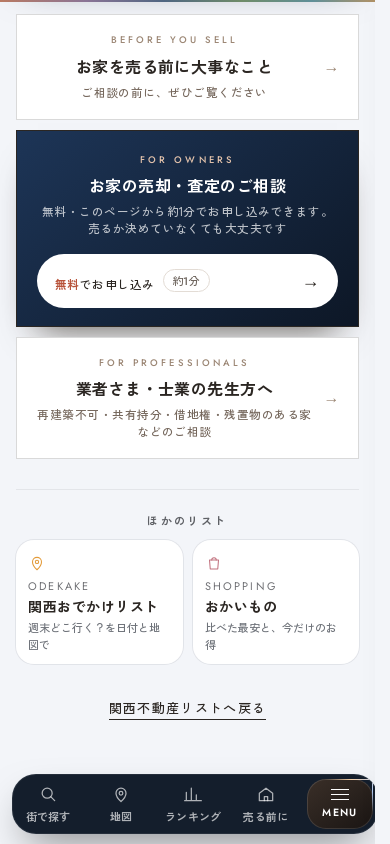 BEFORE YOU SELL
お家を売る前に大事なこと
→
ご相談の前に、ぜひご覧ください
FOR OWNERS
お家の売却・査定のご相談
無料・このページから約1分でお申し込みできます。
売るか決めていなくても大丈夫です
無料でお申し込み 約1分 →
FOR PROFESSIONALS
業者さま・士業の先生方へ
→
再建築不可・共有持分・借地権・残置物のある家
などのご相談
ほかのリスト
ODEKAKE
関西おでかけリスト
週末どこ行く？を日付と地
図で
SHOPPING
おかいもの
比べた最安と、今だけのお
得
関西不動産リストへ戻る
街で探す 地図 ランキング 売る前に MENU